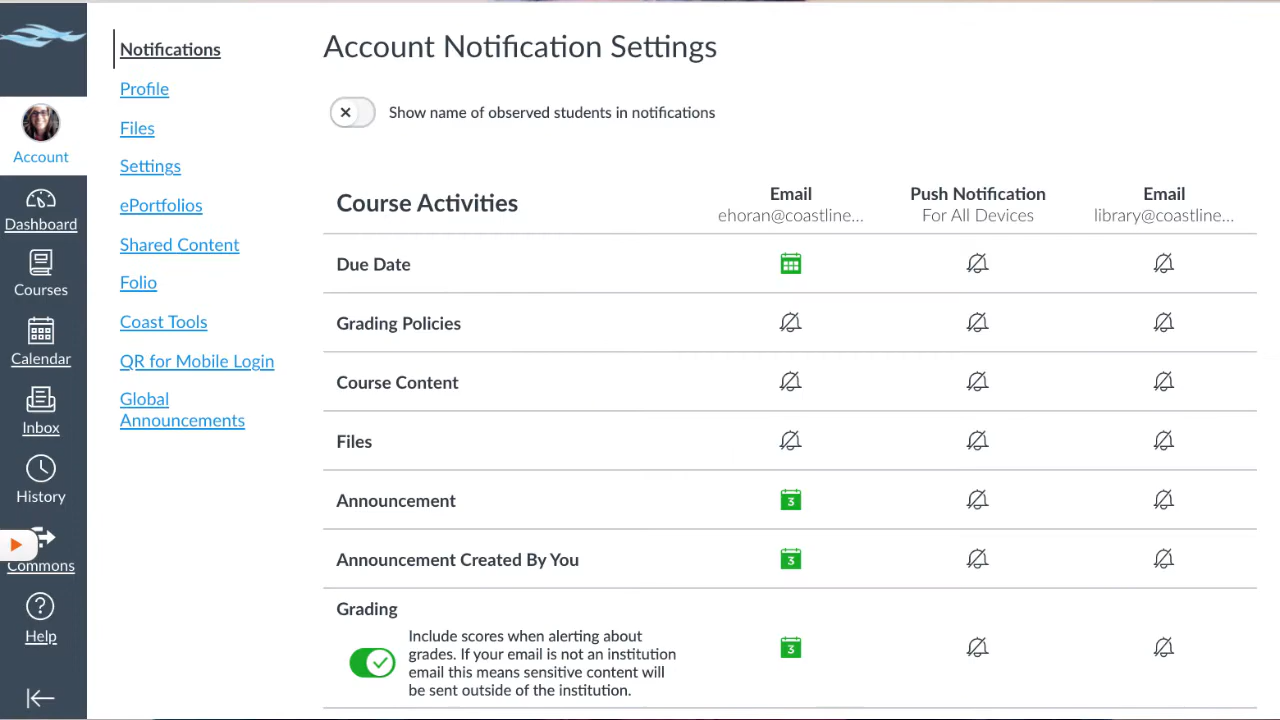 Account
Dashboard
Courses
Calendar
Inbox
History
Commons
Help
Notifications
Profile
Files
Settings
ePortfolios
Shared Content
Folio
Coast Tools
QR for Mobile Login
Global
Announcements
Account Notification Settings
Show name of observed students in notifications
Course Activities
Email
ehoran@coastline...
Push Notification
For All Devices
Email
library@coastline...
Due Date
Grading Policies
Course Content
Files
Announcement
3
Announcement Created By You
3
Grading
Include scores when alerting about
grades. If your email is not an institution
email this means sensitive content will
be sent outside of the institution.
3